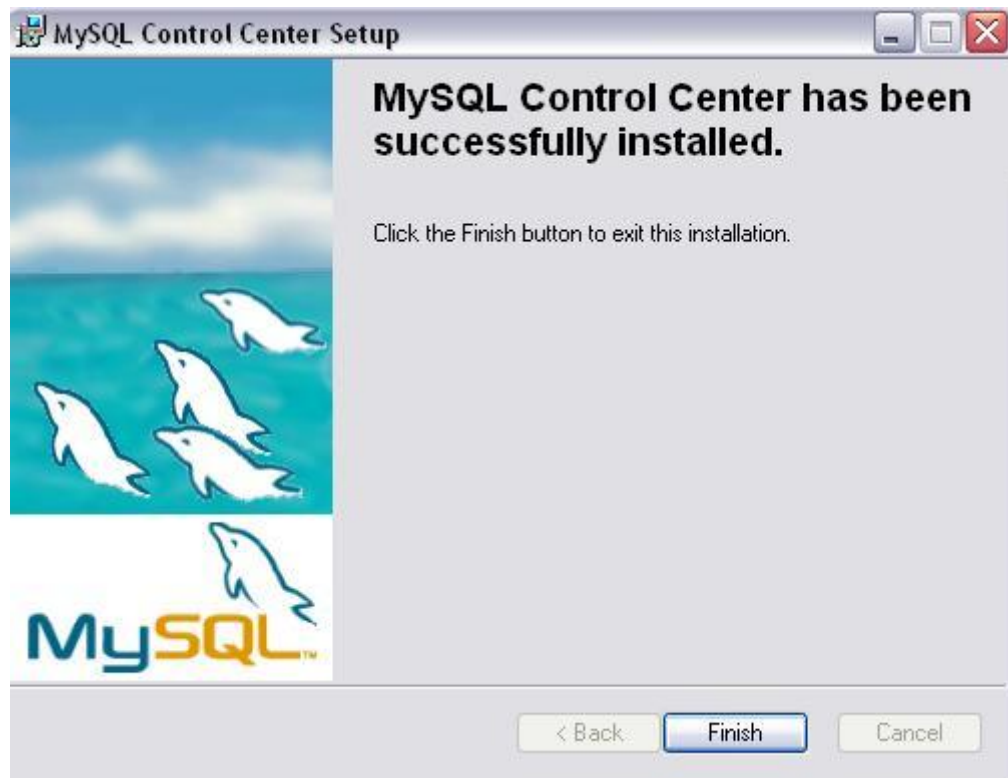 MySQL Control Center Setup
MySQL Control Center has been
successfully installed.
Click the Finish button to exit this installation.
MySQL™
< Back
Finish
Cancel